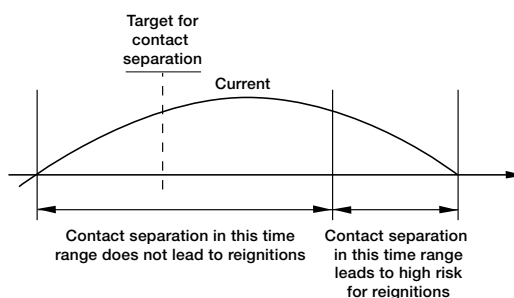 Target for
contact
separation
Current
Contact separation in this time
range does not lead to reignitions
Contact separation
in this time range
leads to high risk
for reignitions